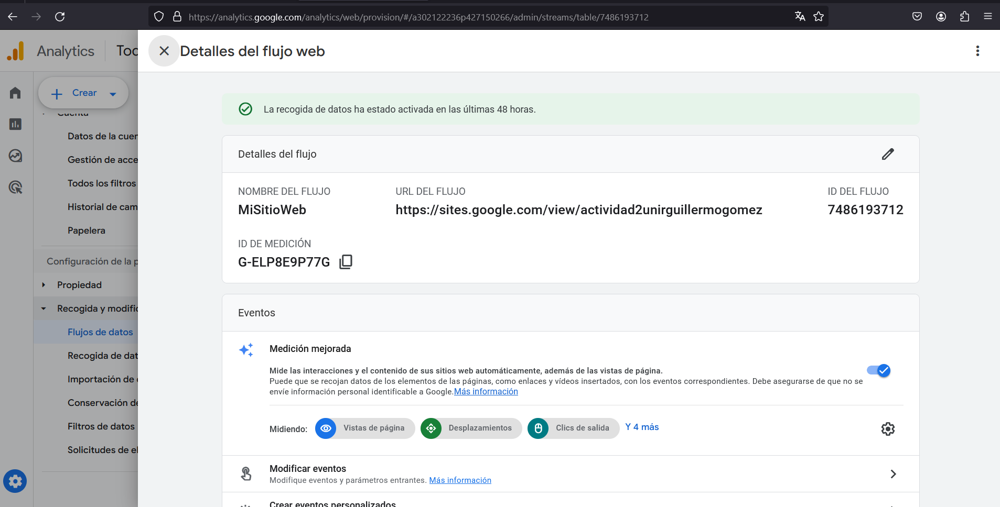 https://analytics.google.com/analytics/web/provision/#/a302122236p427150266/admin/streams/table/7486193712
Analytics
Detalles del flujo web
Crear
Cuenta
Datos de la cuen
Gestión de acce
Todos los filtros
Historial de cam
Papelera
Configuración de la p
Propiedad
Recogida y modific
Flujos de datos
Recogida de dat
Importación de
Conservación de
Filtros de datos
Solicitudes de el
La recogida de datos ha estado activada en las últimas 48 horas.
Detalles del flujo
NOMBRE DEL FLUJO
MiSitioWeb
URL DEL FLUJO
https://sites.google.com/view/actividad2unirguillermogomez
ID DEL FLUJO
7486193712
ID DE MEDICIÓN
G-ELP8E9P77G
Eventos
Medición mejorada
Mide las interacciones y el contenido de sus sitios web automáticamente, además de las vistas de página.
Puede que se recojan datos de los elementos de las páginas, como enlaces y vídeos insertados, con los eventos correspondientes. Debe asegurarse de que no se
envíe información personal identificable a Google.Más información
Midiendo:
Vistas de página
Desplazamientos
Clics de salida
Y 4 más
Modificar eventos
Modifique eventos y parámetros entrantes. Más información
Crear eventos personalizados